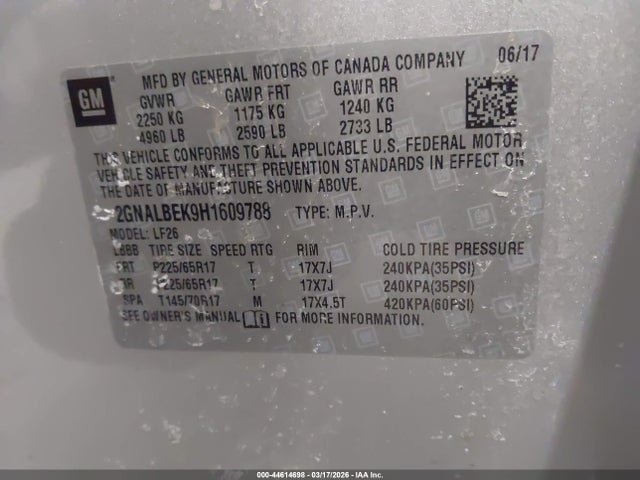 GM
MFD BY GENERAL MOTORS OF CANADA COMPANY 06/17
GVWR GAWR FRT GAWR RR
2250 KG 1175 KG 1240 KG
4960 LB 2590 LB 2733 LB
THIS VEHICLE CONFORMS TO ALL APPLICABLE U.S. FEDERAL MOTOR
VEHICLE SAFETY AND THEFT PREVENTION STANDARDS IN EFFECT ON
THE DATE OF MANUFACTURE SHOWN ABOVE.
2GNALBEK9H1609788 TYPE: M.P.V.
MODEL: LF26
LBBB TIRE SIZE SPEED RTG RIM COLD TIRE PRESSURE
FRT P225/65R17 T 17X7J 240KPA(35PSI)
RR P225/65R17 T 17X7J 240KPA(35PSI)
SPA T145/70R17 M 17X4.5T 420KPA(60PSI)
SEE OWNER'S MANUAL FOR MORE INFORMATION.
000-44614698 - 03/17/2026 - IAA Inc.